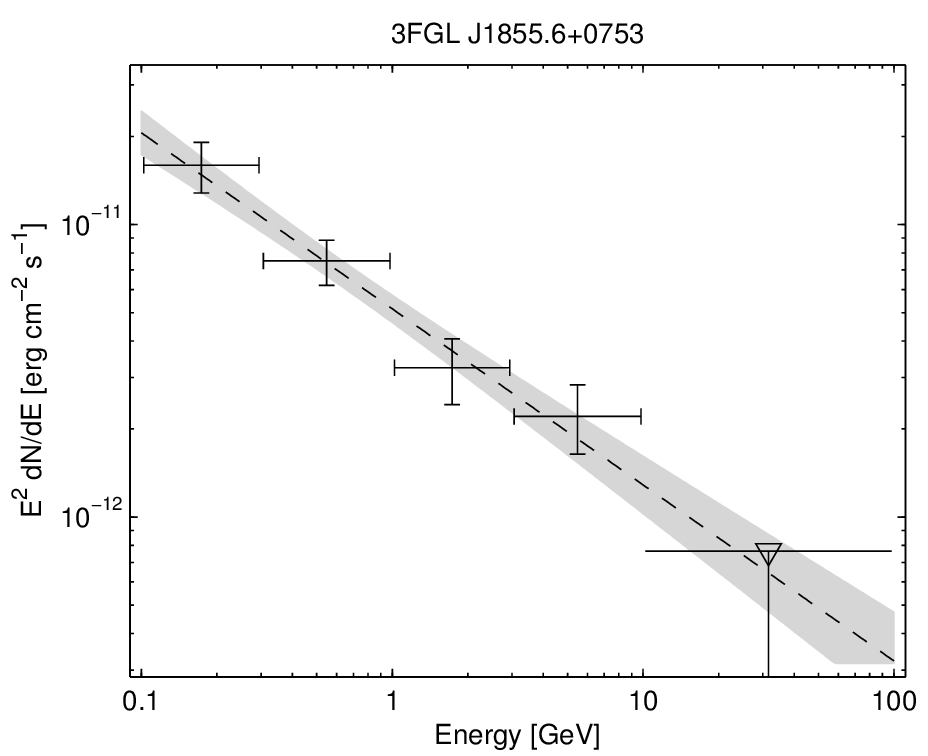 3FGL J1855.6+0753
E² dN/dE [erg cm⁻² s⁻¹]
10⁻¹¹
10⁻¹²
0.1 1 10 100
Energy [GeV]